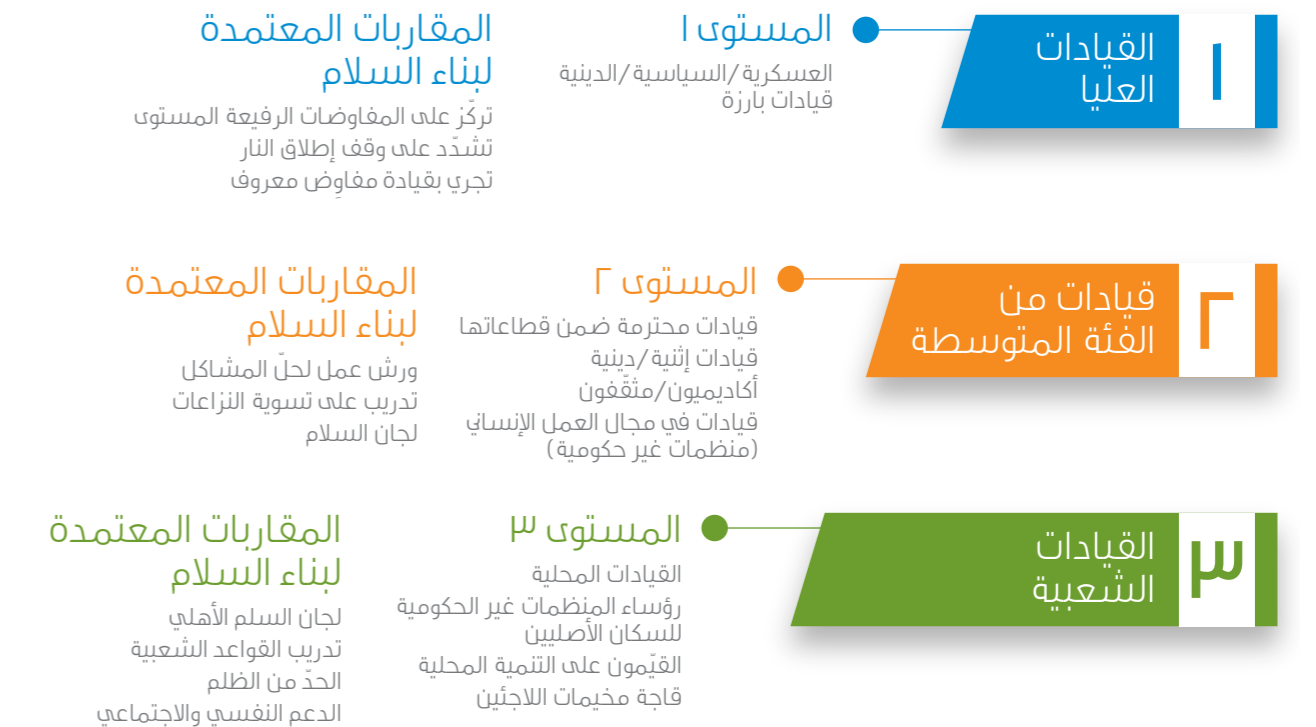 ١
القيادات
العليا
المستوى ١
العسكرية/السياسية/الدينية
قيادات بارزة
المقاربات المعتمدة
لبناء السلام
تركّز على المفاوضات الرفيعة المستوى
تشدّد على وقف إطلاق النار
تجري بقيادة مفاوِض معروف
٢
قيادات من
الفئة المتوسطة
المستوى ٢
قيادات محترمة ضمن قطاعاتها
قيادات إثنية/دينية
أكاديميون/مثقّفون
قيادات في مجال العمل الإنساني
(منظمات غير حكومية)
المقاربات المعتمدة
لبناء السلام
ورش عمل لحلّ المشاكل
تدريب على تسوية النزاعات
لجان السلام
٣
القيادات
الشعبية
المستوى ٣
القيادات المحلية
رؤساء المنظمات غير الحكومية
للسكان الأصليين
القيّمون على التنمية المحلية
قاجة مخيمات اللاجئين
المقاربات المعتمدة
لبناء السلام
لجان السلم الأهلي
تدريب القواعد الشعبية
الحدّ من الظلم
الدعم النفسي والاجتماعي